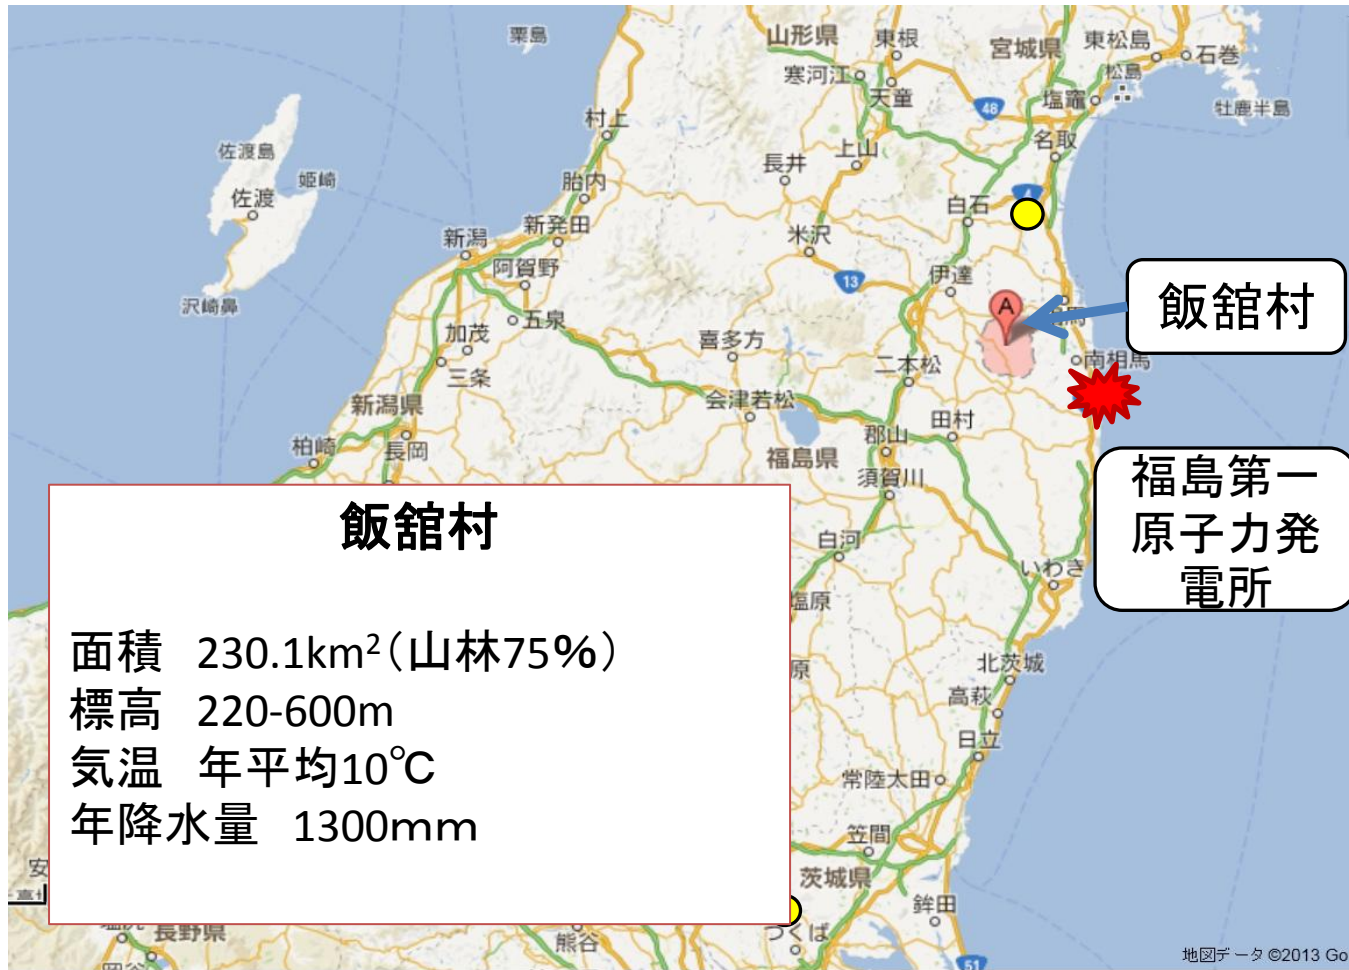 粟島
山形県
東根
宮城県
東松島
石巻
寒河江
松島
天童
48
塩竈
牡鹿半島
村上
名取
佐渡島
長井
上山
姫崎
胎内
4
佐渡
白石
新発田
新潟
米沢
阿賀野
伊達
13
沢崎鼻
A
飯舘村
五泉
加茂
喜多方
南相馬
二本松
三条
会津若松
新潟県
田村
柏崎
長岡
郡山
福島県
須賀川
福島第一
原子力発
電所
飯舘村
白河
いわき
塩原
面積 230.1km²(山林75%)
北茨城
原
標高 220-600m
高萩
気温 年平均10℃
日立
常陸太田
年降水量 1300mm
笠間
安
茨城県
鉾田
長野県
熊谷
つくば
地図データ ©2013 Go
51